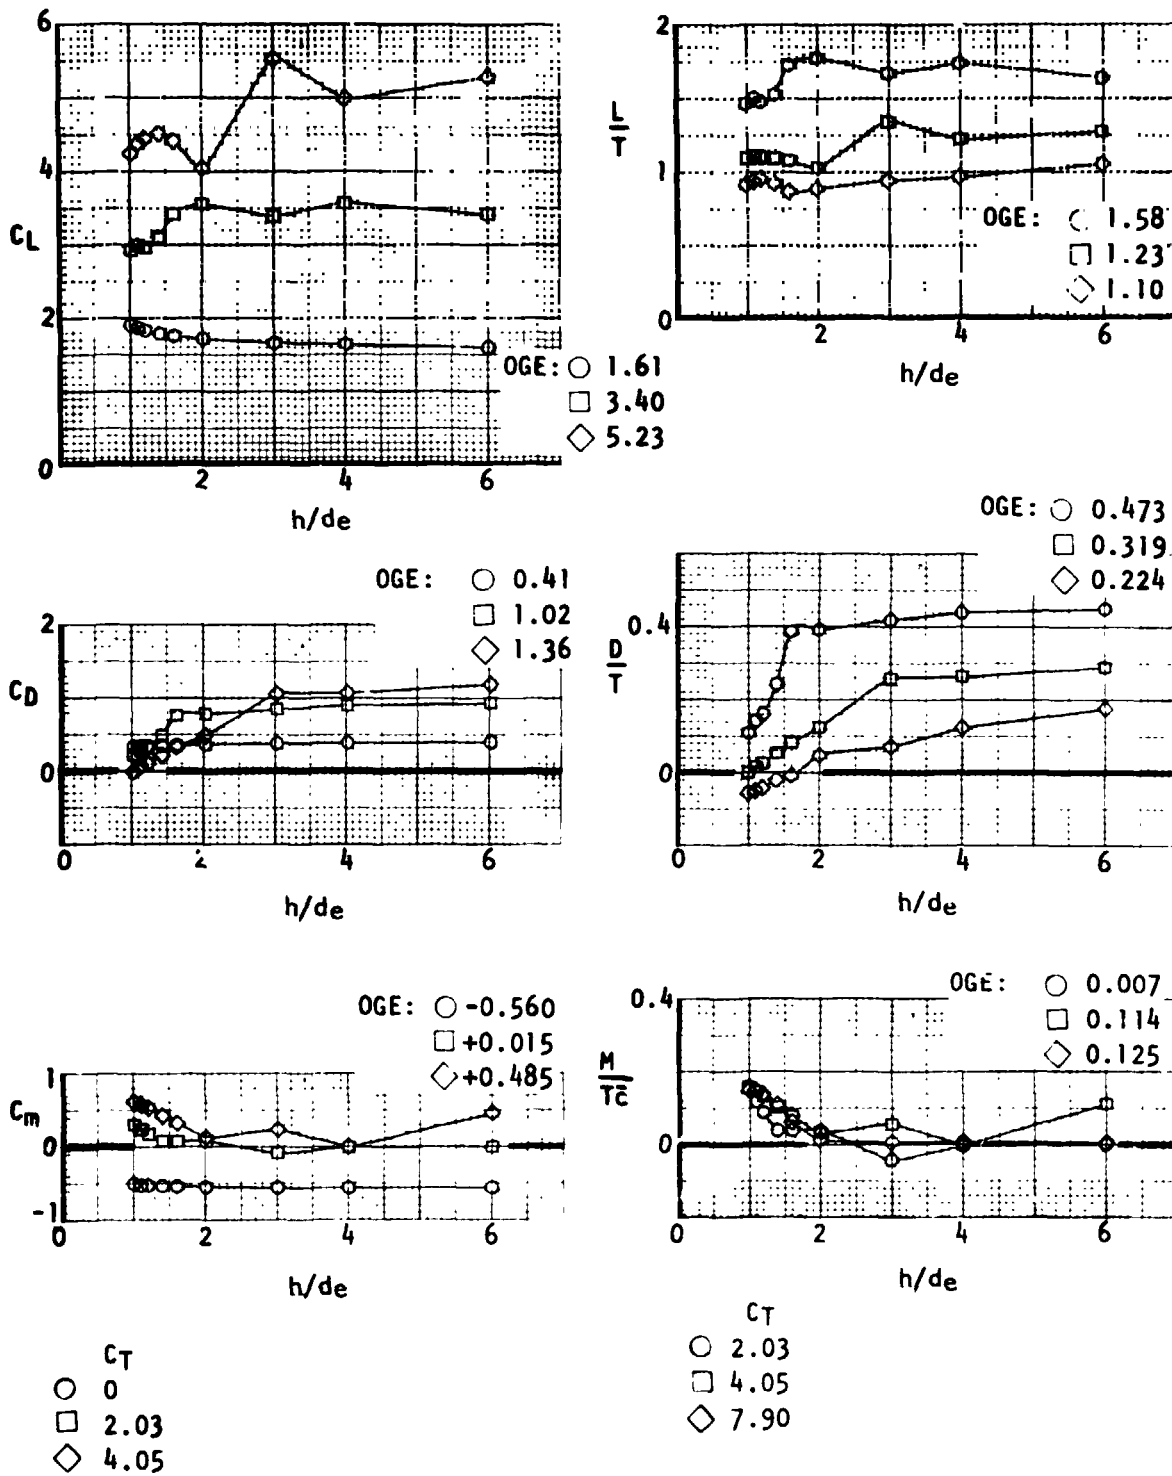 6
4
C_L
2
0
2
4
6
h/de
OGE: ○ 1.61
□ 3.40
◇ 5.23
2
L/T
1
0
2
4
6
h/de
OGE: ○ 1.58
□ 1.23
◇ 1.10
OGE: ○ 0.41
□ 1.02
◇ 1.36
2
C_D
0
0
2
4
6
h/de
OGE: ○ 0.473
□ 0.319
◇ 0.224
0.4
D/T
0
0
2
4
6
h/de
OGE: ○ -0.560
□ +0.015
◇ +0.485
1
C_m
0
-1
0
2
4
6
h/de
OGE: ○ 0.007
□ 0.114
◇ 0.125
0.4
M/Tc̄
0
0
2
4
6
h/de
C_T
○ 0
□ 2.03
◇ 4.05
C_T
○ 2.03
□ 4.05
◇ 7.90